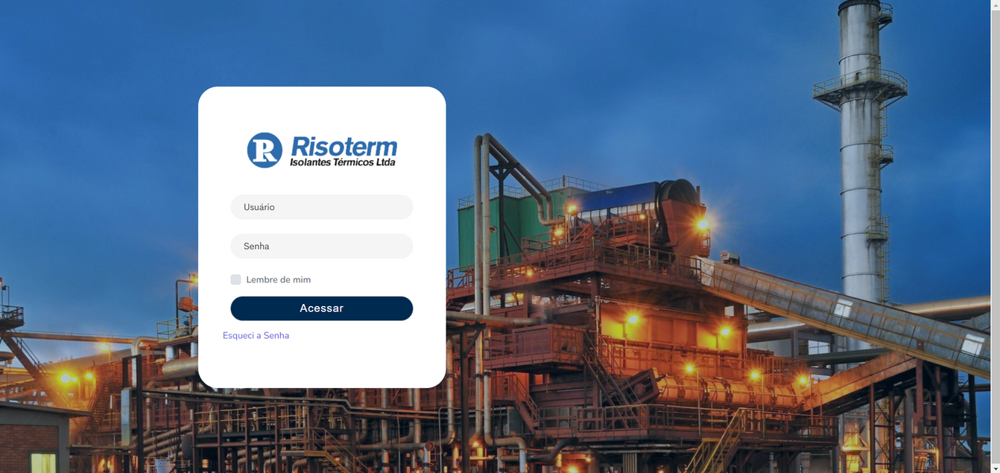 R Risoterm
Isolantes Térmicos Ltda
Usuário
Senha
Lembre de mim
Acessar
Esqueci a Senha